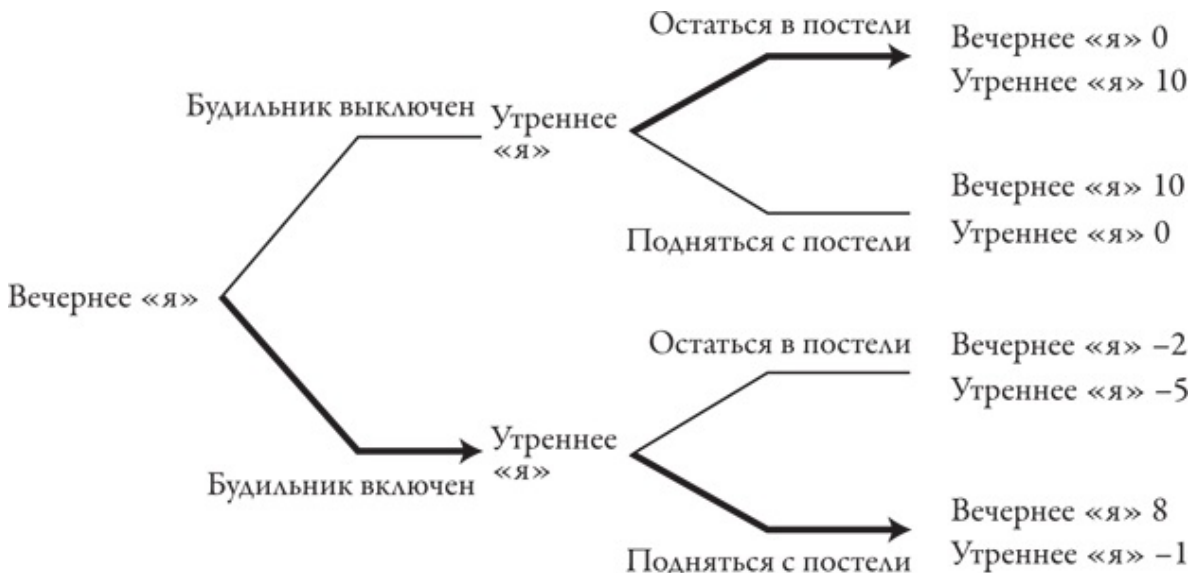 Остаться в постели
Вечернее «я» 0
Утреннее «я» 10
Будильник выключен
Утреннее
«я»
Вечернее «я» 10
Подняться с постели
Утреннее «я» 0
Вечернее «я»
Остаться в постели
Вечернее «я» –2
Утреннее «я» –5
Утреннее
«я»
Будильник включен
Вечернее «я» 8
Подняться с постели
Утреннее «я» –1